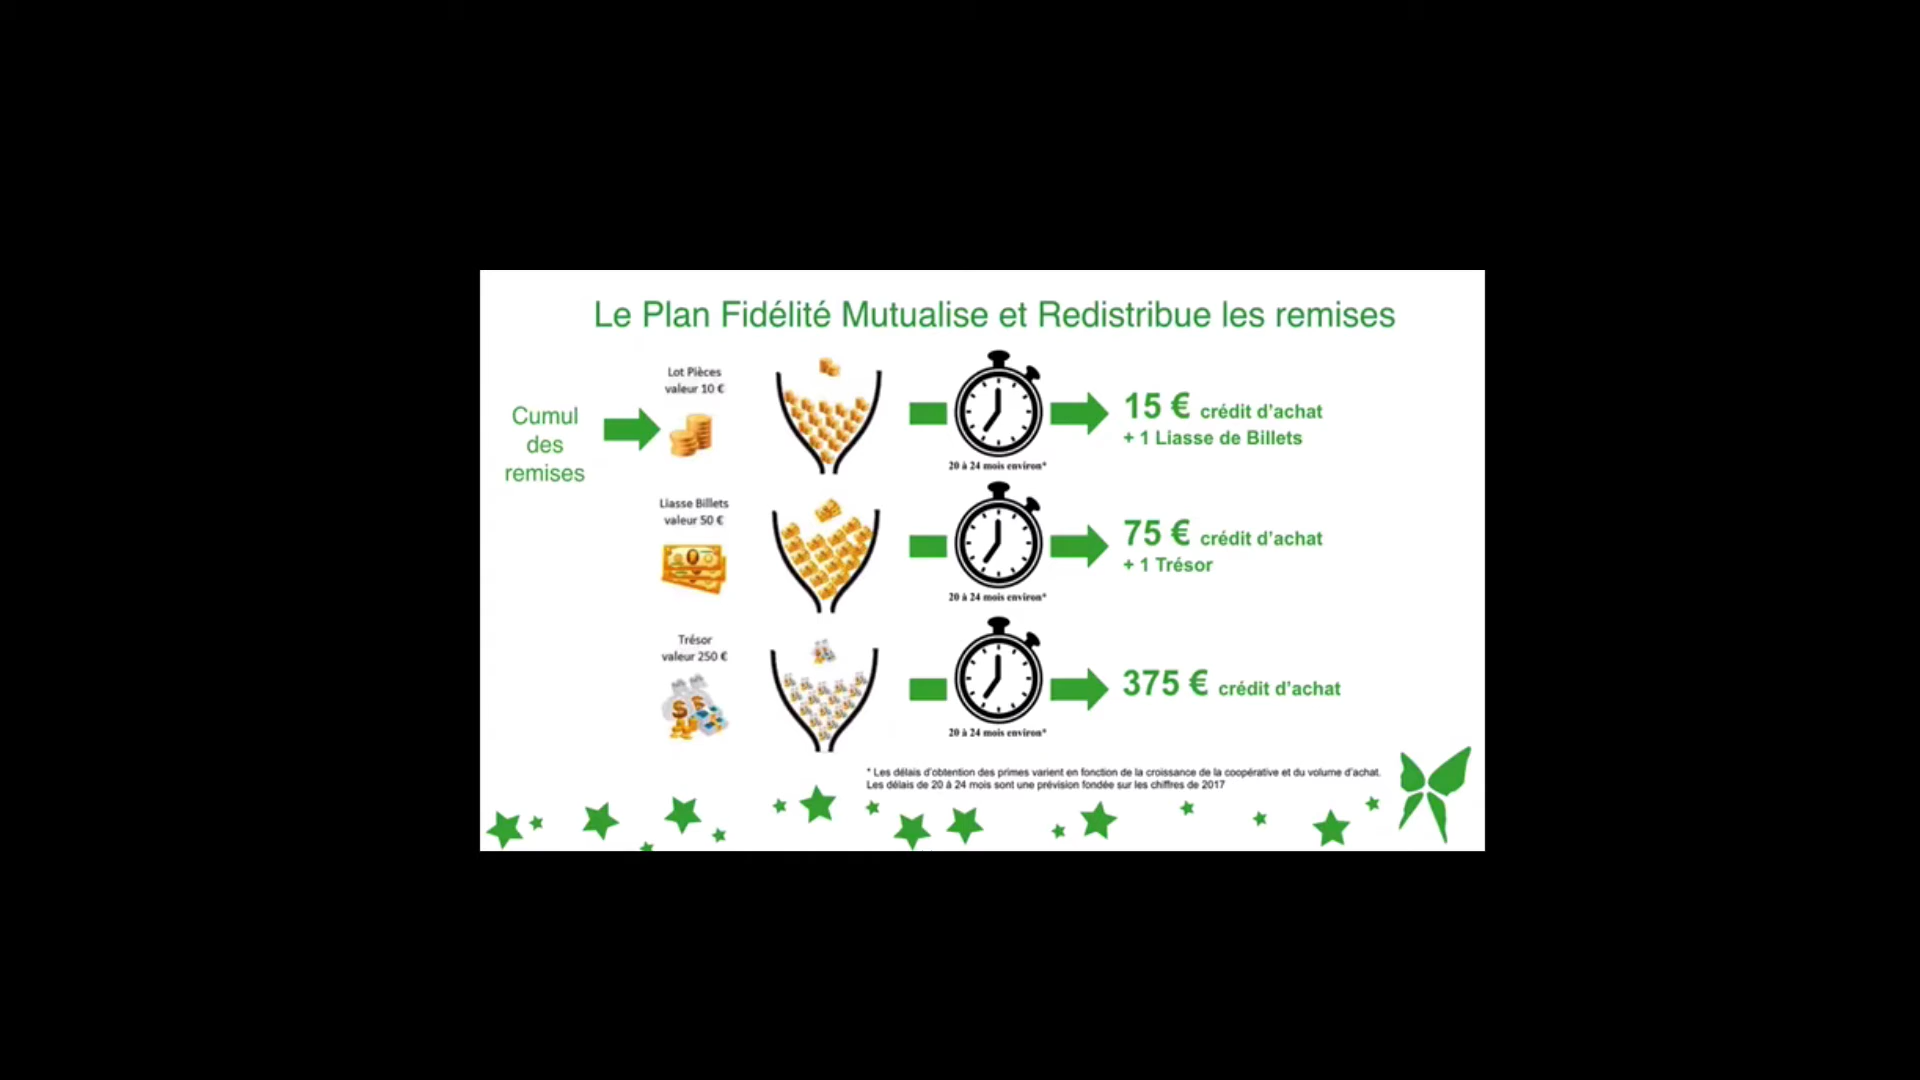 Le Plan Fidélité Mutualise et Redistribue les remises
Cumul
des
remises
Lot Pièces
valeur 10 €
20 à 24 mois environ*
15 € crédit d'achat
+ 1 Liasse de Billets
Liasse Billets
valeur 50 €
20 à 24 mois environ*
75 € crédit d'achat
+ 1 Trésor
Trésor
valeur 250 €
20 à 24 mois environ*
375 € crédit d'achat
* Les délais d'obtention des primes varient en fonction de la croissance de la coopérative et du volume d'achat.
Les délais de 20 à 24 mois sont une prévision fondée sur les chiffres de 2017